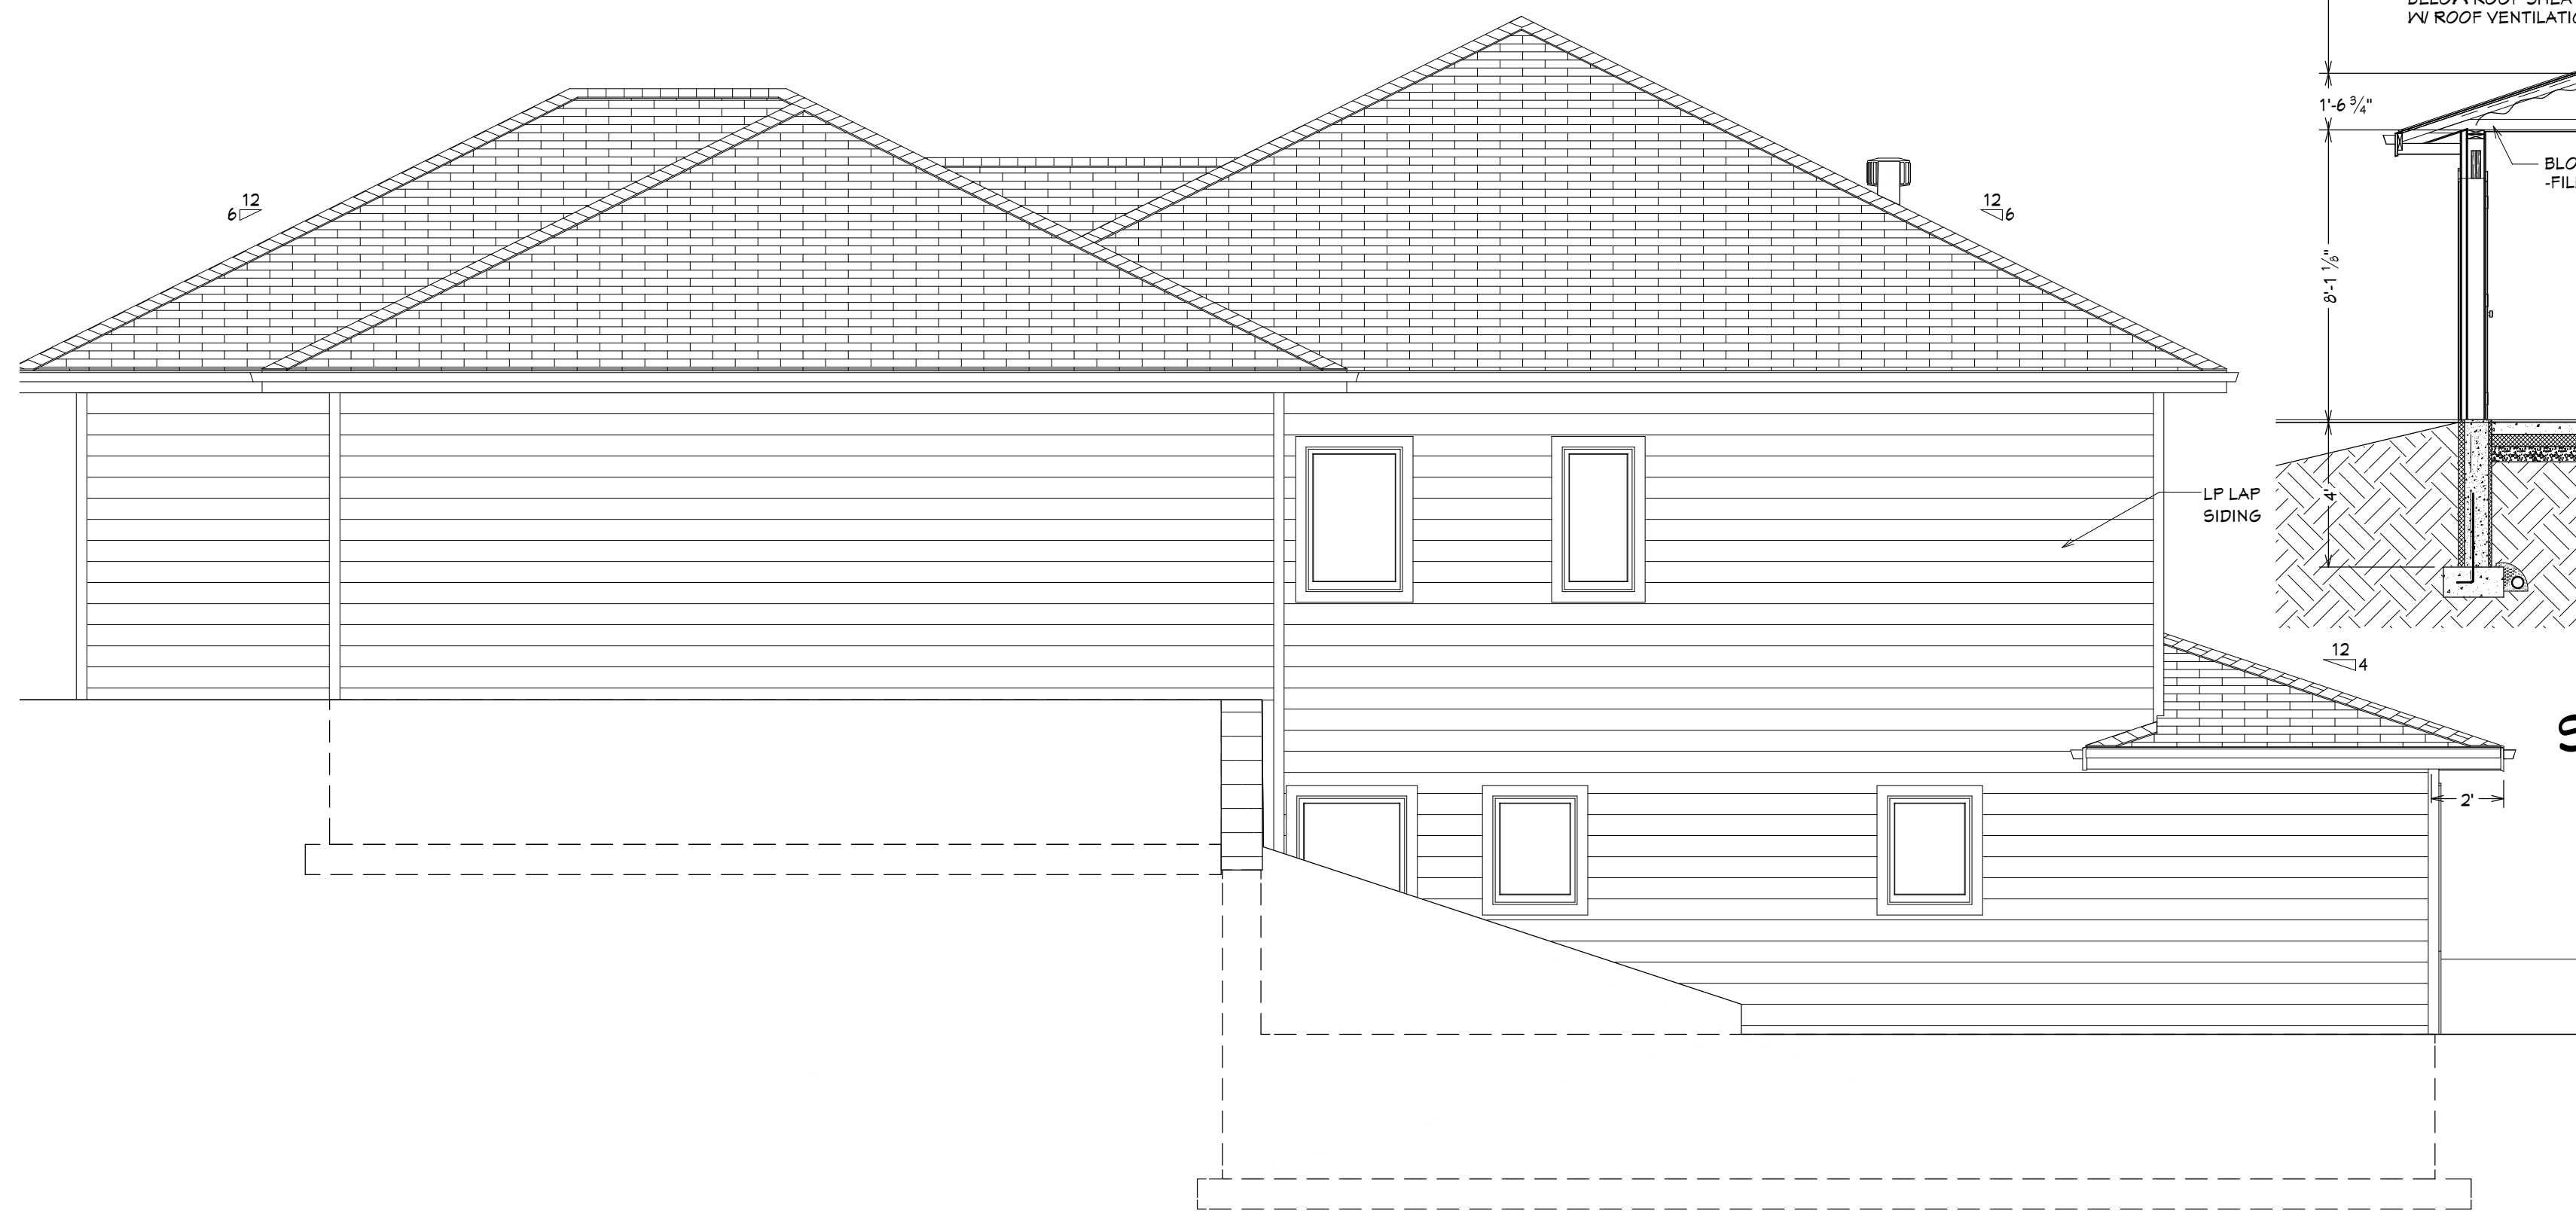 W/ ROOF VENTILATIO
1'-6 3/4"
12
6
12
6
BLO
-FIL
8'-1 1/8"
LP LAP
SIDING
4'
12
4
S
2'